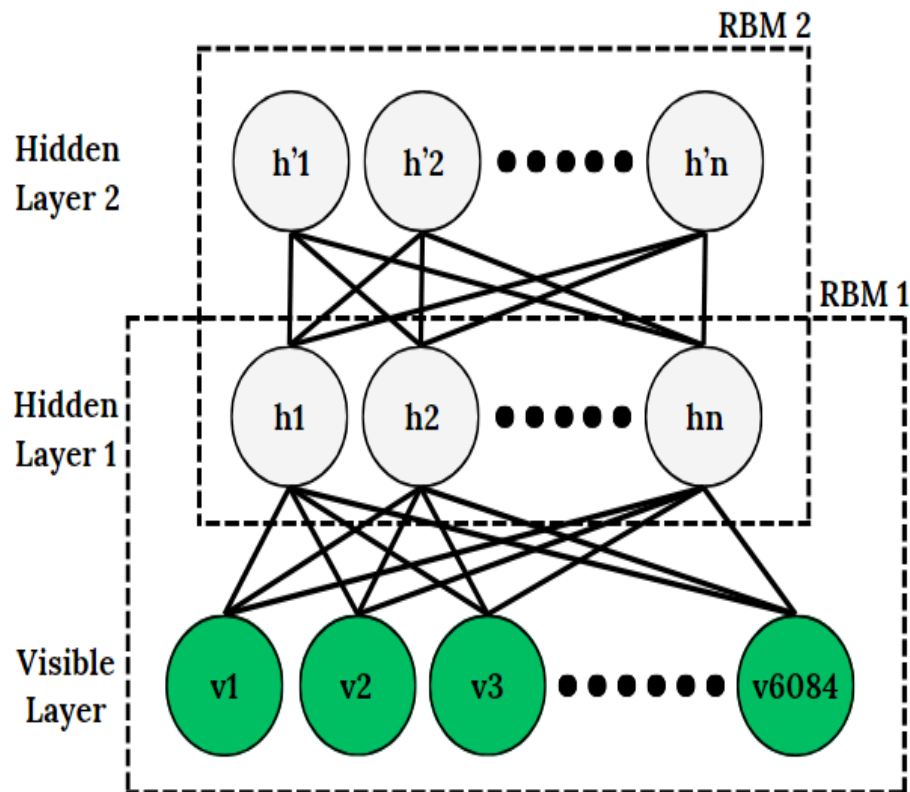 RBM 2
Hidden
Layer 2
h'1 h'2 h'n
RBM 1
Hidden
Layer 1
h1 h2 hn
Visible
Layer
v1 v2 v3 v6084